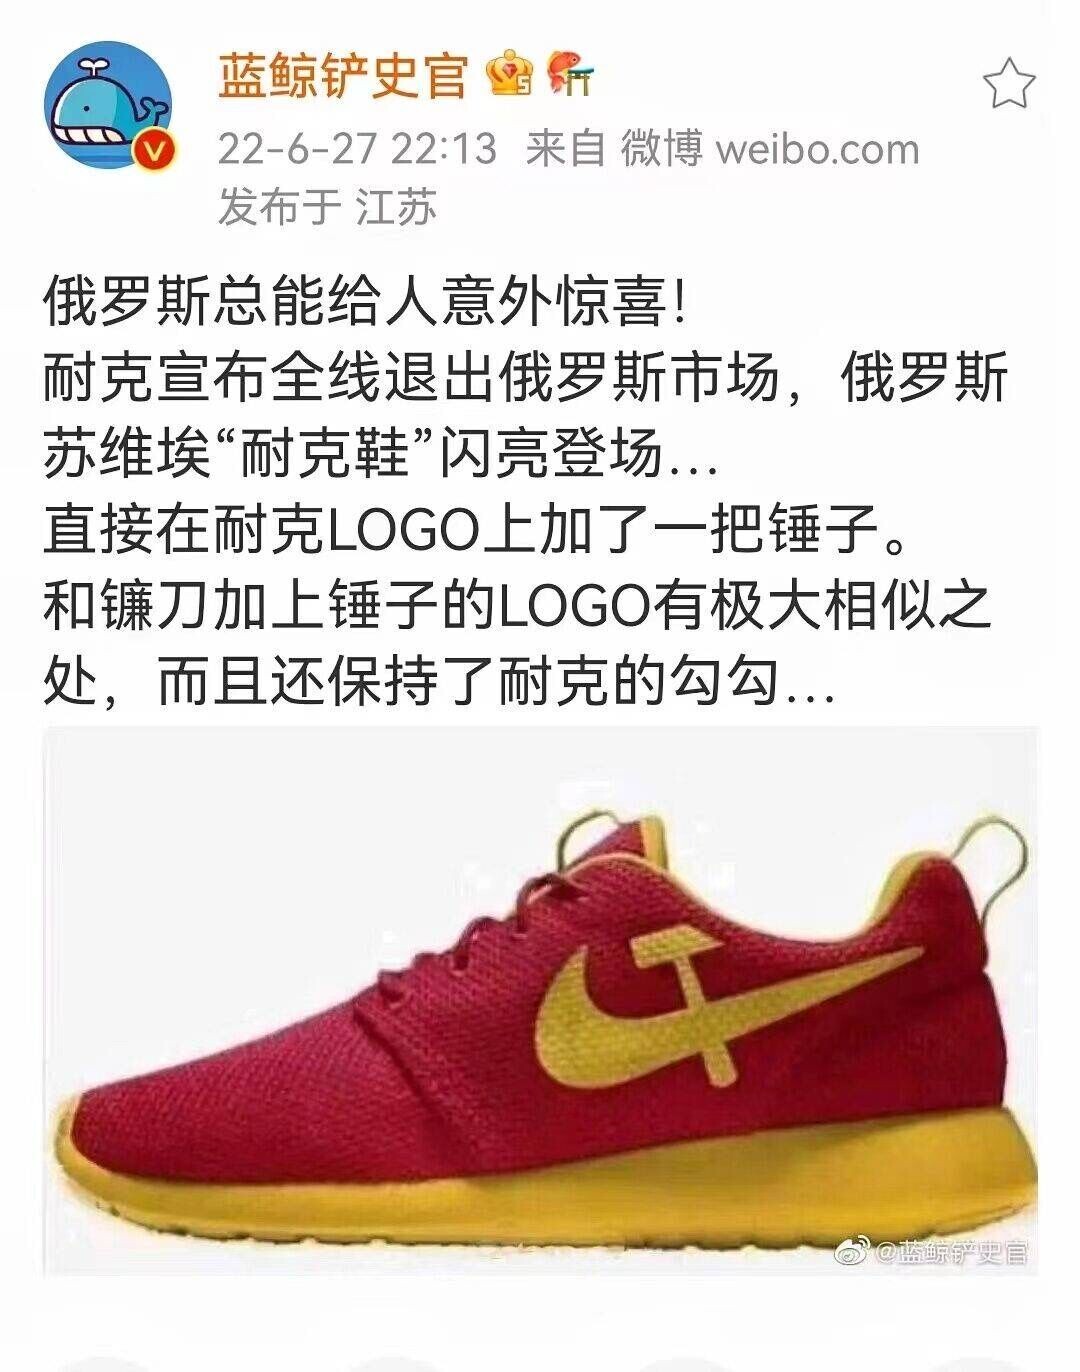 蓝鲸铲史官
22-6-27 22:13 来自 微博 weibo.com
发布于 江苏
俄罗斯总能给人意外惊喜！
耐克宣布全线退出俄罗斯市场，俄罗斯
苏维埃“耐克鞋”闪亮登场...
直接在耐克LOGO上加了一把锤子。
和镰刀加上锤子的LOGO有极大相似之
处，而且还保持了耐克的勾勾...
@蓝鲸铲史官